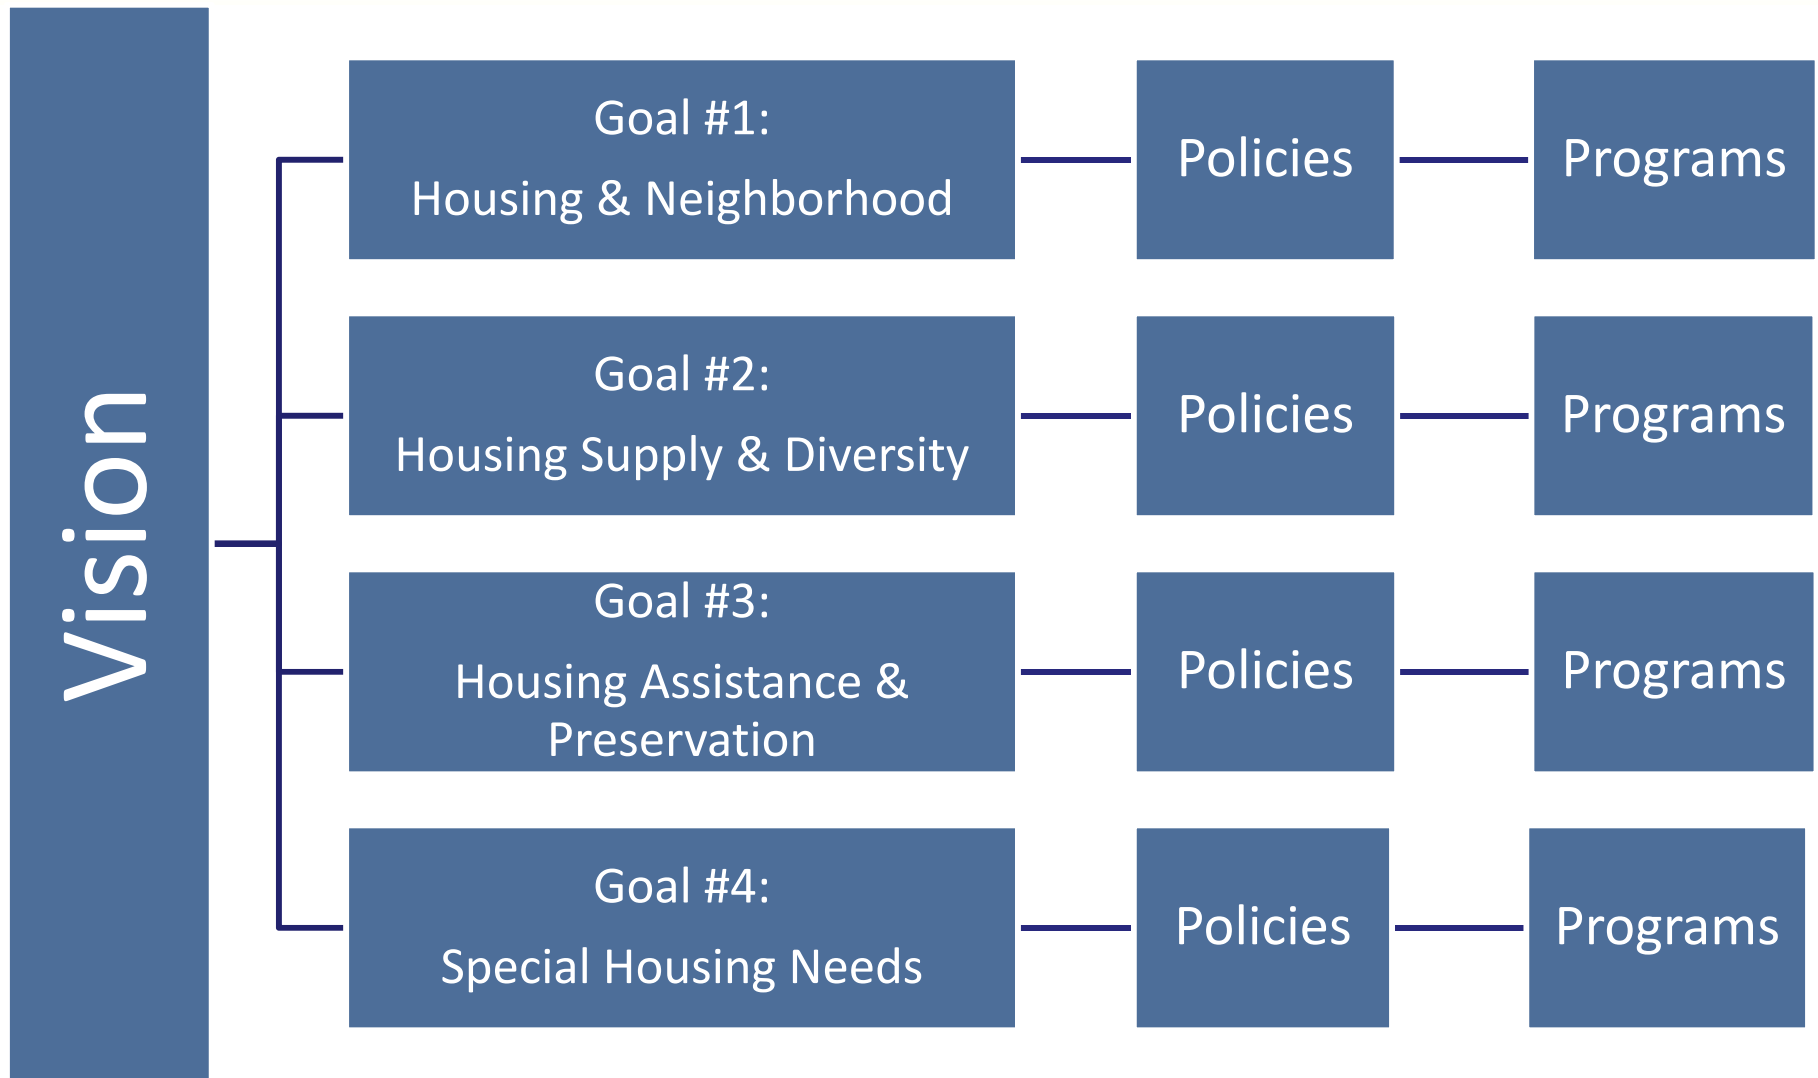 Vision
Goal #1:
Housing & Neighborhood
Policies
Programs
Goal #2:
Housing Supply & Diversity
Policies
Programs
Goal #3:
Housing Assistance &
Preservation
Policies
Programs
Goal #4:
Special Housing Needs
Policies
Programs